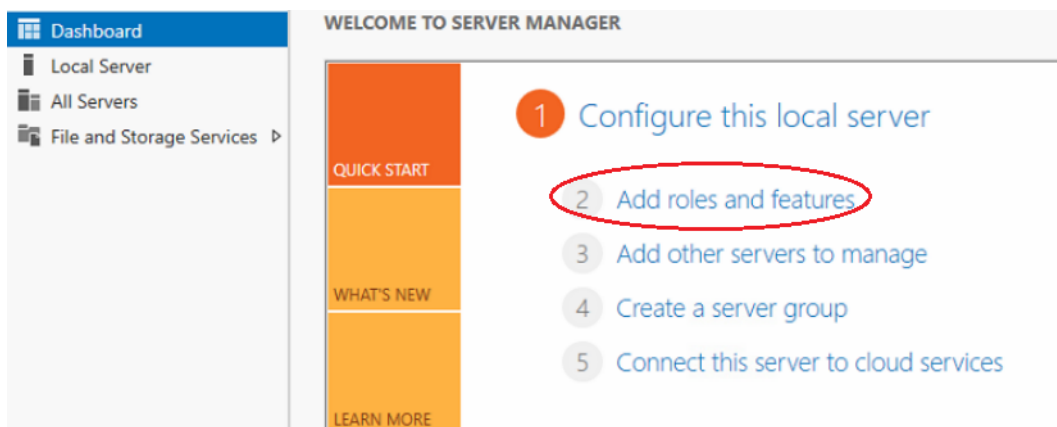 Dashboard
Local Server
All Servers
File and Storage Services
WELCOME TO SERVER MANAGER
QUICK START
WHAT'S NEW
LEARN MORE
1 Configure this local server
2 Add roles and features
3 Add other servers to manage
4 Create a server group
5 Connect this server to cloud services